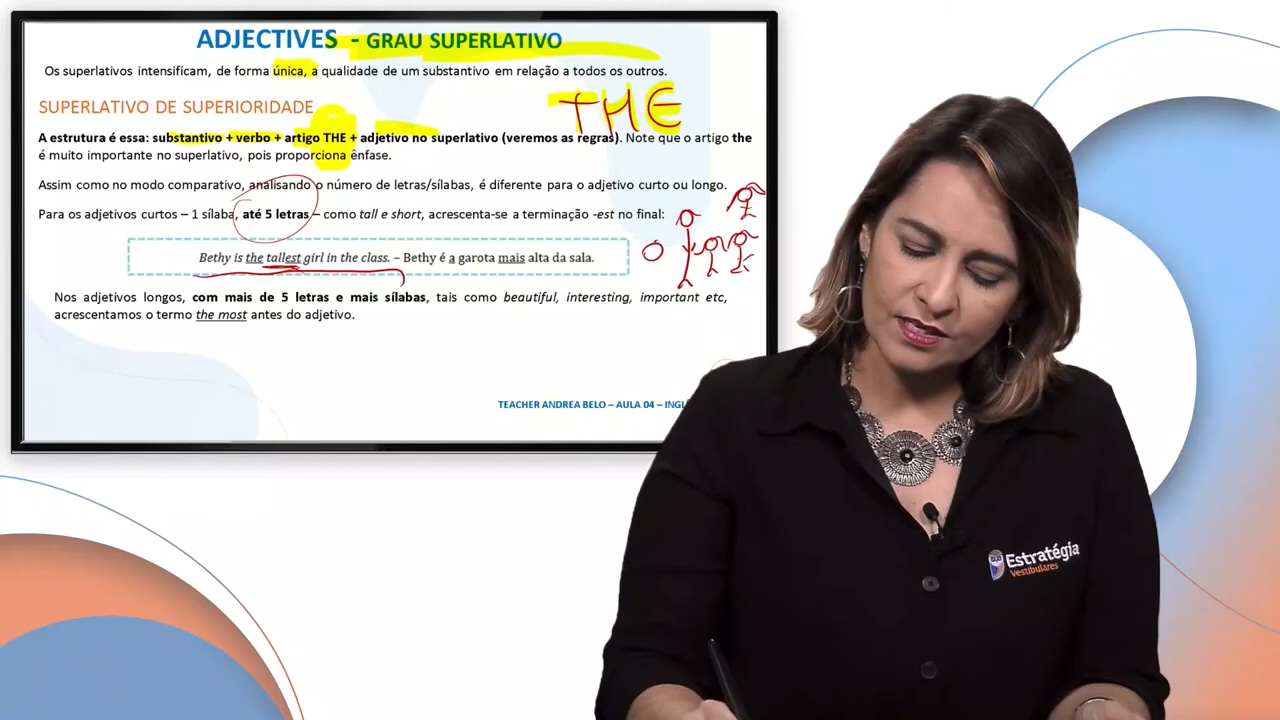 ADJECTIVES - GRAU SUPERLATIVO
Os superlativos intensificam, de forma única, a qualidade de um substantivo em relação a todos os outros.
SUPERLATIVO DE SUPERIORIDADE
THE
A estrutura é essa: substantivo + verbo + artigo THE + adjetivo no superlativo (veremos as regras). Note que o artigo the
é muito importante no superlativo, pois proporciona ênfase.
Assim como no modo comparativo, analisando o número de letras/sílabas, é diferente para o adjetivo curto ou longo.
Para os adjetivos curtos – 1 sílaba, até 5 letras – como tall e short, acrescenta-se a terminação -est no final:
Bethy is the tallest girl in the class. – Bethy é a garota mais alta da sala.
Nos adjetivos longos, com mais de 5 letras e mais sílabas, tais como beautiful, interesting, important etc,
acrescentamos o termo the most antes do adjetivo.
TEACHER ANDREA BELO – AULA 04 –
Estratégia
Vestibulares